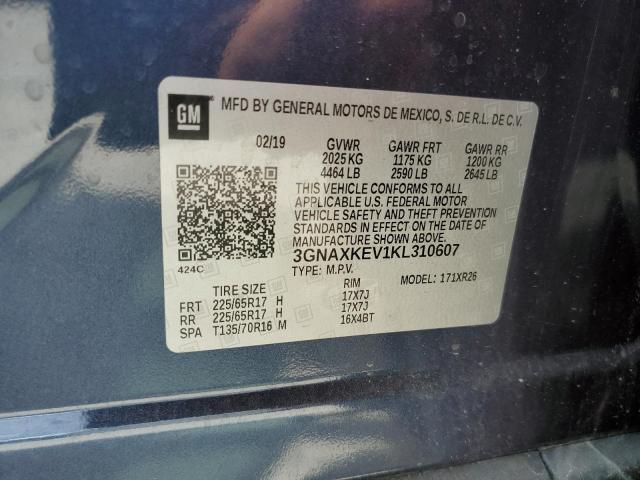 GM
MFD BY GENERAL MOTORS DE MEXICO, S. DE R.L. DE C.V.
02/19 GVWR GAWR FRT GAWR RR
2025 KG 1175 KG 1200 KG
4464 LB 2590 LB 2645 LB
THIS VEHICLE CONFORMS TO ALL
APPLICABLE U.S. FEDERAL MOTOR
VEHICLE SAFETY AND THEFT PREVENTION
STANDARDS IN EFFECT ON THE DATE OF
MANUFACTURE SHOWN ABOVE.
3GNAXKEV1KL310607
424C
TYPE: M.P.V. MODEL: 171XR26
TIRE SIZE RIM
FRT 225/65R17 H 17X7J
RR 225/65R17 H 17X7J
SPA T135/70R16 M 16X4BT